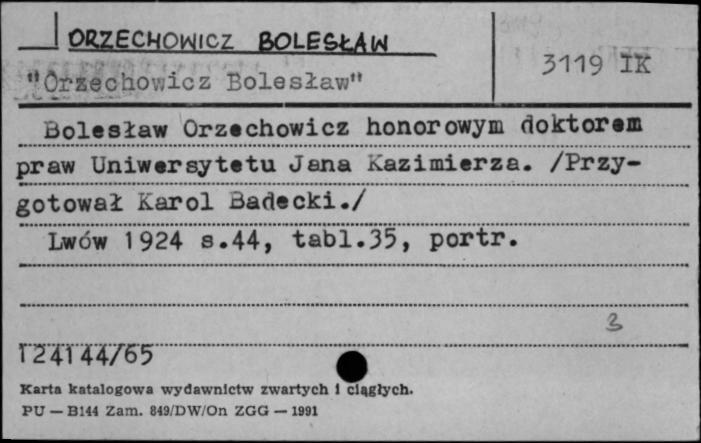 ORZECHOWICZ BOLESŁAW
3119 IK
"Orzechowicz Bolesław"
Bolesław Orzechowicz honorowym doktorem
praw Uniwersytetu Jana Kazimierza. /Przy-
gotował Karol Badecki./
Lwów 1924 s.44, tabl.35, portr.
3
124144/65
Karta katalogowa wydawnictw zwartych i ciągłych.
PU — B144 Zam. 849/DW/On ZGG — 1991